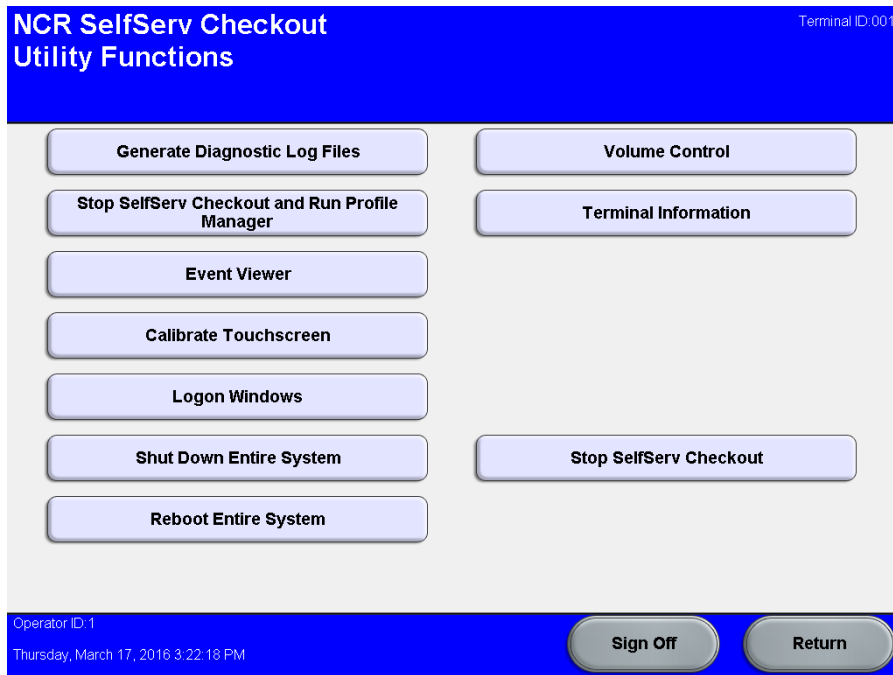 NCR SelfServ Checkout
Utility Functions
Terminal ID:001
Generate Diagnostic Log Files
Volume Control
Stop SelfServ Checkout and Run Profile
Manager
Terminal Information
Event Viewer
Calibrate Touchscreen
Logon Windows
Shut Down Entire System
Stop SelfServ Checkout
Reboot Entire System
Operator ID:1
Thursday, March 17, 2016 3:22:18 PM
Sign Off
Return